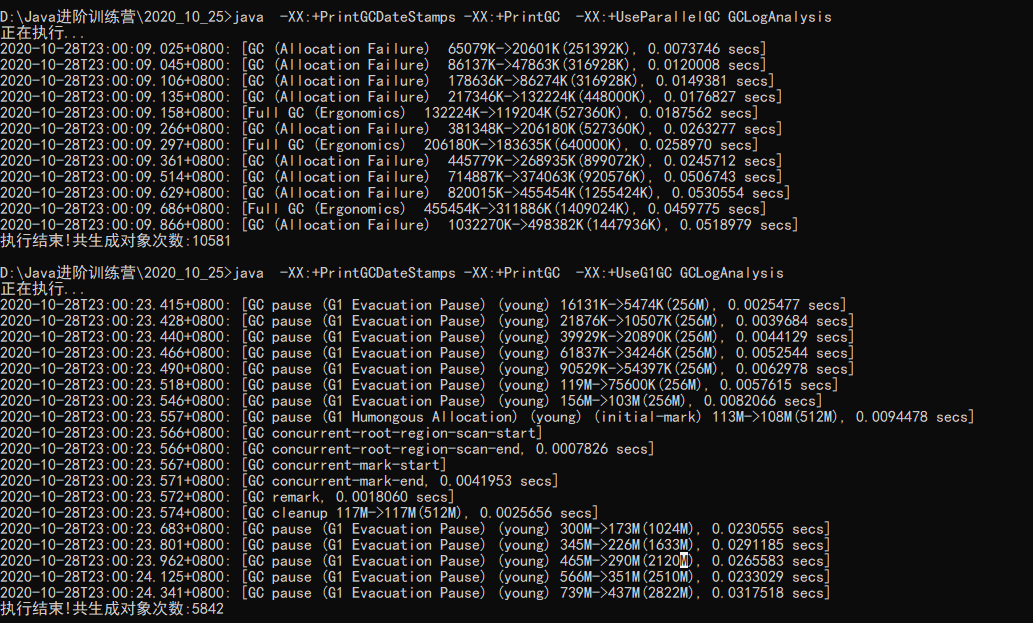 D:\Java进阶训练营\2020_10_25>java  -XX:+PrintGCDateStamps -XX:+PrintGC  -XX:+UseParallelGC GCLogAnalysis
正在执行...
2020-10-28T23:00:09.025+0800: [GC (Allocation Failure)  65079K->20601K(251392K), 0.0073746 secs]
2020-10-28T23:00:09.045+0800: [GC (Allocation Failure)  86137K->47863K(316928K), 0.0120008 secs]
2020-10-28T23:00:09.106+0800: [GC (Allocation Failure)  178636K->86274K(316928K), 0.0149381 secs]
2020-10-28T23:00:09.135+0800: [GC (Allocation Failure)  217346K->132224K(448000K), 0.0176827 secs]
2020-10-28T23:00:09.158+0800: [Full GC (Ergonomics)  132224K->119204K(527360K), 0.0187562 secs]
2020-10-28T23:00:09.266+0800: [GC (Allocation Failure)  381348K->206180K(527360K), 0.0263277 secs]
2020-10-28T23:00:09.297+0800: [Full GC (Ergonomics)  206180K->183635K(640000K), 0.0258970 secs]
2020-10-28T23:00:09.361+0800: [GC (Allocation Failure)  445779K->268935K(899072K), 0.0245712 secs]
2020-10-28T23:00:09.514+0800: [GC (Allocation Failure)  714887K->374063K(920576K), 0.0506743 secs]
2020-10-28T23:00:09.629+0800: [GC (Allocation Failure)  820015K->455454K(1255424K), 0.0530554 secs]
2020-10-28T23:00:09.686+0800: [Full GC (Ergonomics)  455454K->311886K(1409024K), 0.0459775 secs]
2020-10-28T23:00:09.866+0800: [GC (Allocation Failure)  1032270K->498382K(1447936K), 0.0518979 secs]
执行结束!共生成对象次数:10581
D:\Java进阶训练营\2020_10_25>java  -XX:+PrintGCDateStamps -XX:+PrintGC  -XX:+UseG1GC GCLogAnalysis
正在执行...
2020-10-28T23:00:23.415+0800: [GC pause (G1 Evacuation Pause) (young) 16131K->5474K(256M), 0.0025477 secs]
2020-10-28T23:00:23.428+0800: [GC pause (G1 Evacuation Pause) (young) 21876K->10507K(256M), 0.0039684 secs]
2020-10-28T23:00:23.440+0800: [GC pause (G1 Evacuation Pause) (young) 39929K->20890K(256M), 0.0044129 secs]
2020-10-28T23:00:23.466+0800: [GC pause (G1 Evacuation Pause) (young) 61837K->34246K(256M), 0.0052544 secs]
2020-10-28T23:00:23.490+0800: [GC pause (G1 Evacuation Pause) (young) 90529K->54397K(256M), 0.0062978 secs]
2020-10-28T23:00:23.518+0800: [GC pause (G1 Evacuation Pause) (young) 119M->75600K(256M), 0.0057615 secs]
2020-10-28T23:00:23.546+0800: [GC pause (G1 Evacuation Pause) (young) 156M->103M(256M), 0.0082066 secs]
2020-10-28T23:00:23.557+0800: [GC pause (G1 Humongous Allocation) (young) (initial-mark) 113M->108M(512M), 0.0094478 secs]
2020-10-28T23:00:23.566+0800: [GC concurrent-root-region-scan-start]
2020-10-28T23:00:23.566+0800: [GC concurrent-root-region-scan-end, 0.0007826 secs]
2020-10-28T23:00:23.567+0800: [GC concurrent-mark-start]
2020-10-28T23:00:23.571+0800: [GC concurrent-mark-end, 0.0041953 secs]
2020-10-28T23:00:23.572+0800: [GC remark, 0.0018060 secs]
2020-10-28T23:00:23.574+0800: [GC cleanup 117M->117M(512M), 0.0025656 secs]
2020-10-28T23:00:23.683+0800: [GC pause (G1 Evacuation Pause) (young) 300M->173M(1024M), 0.0230555 secs]
2020-10-28T23:00:23.801+0800: [GC pause (G1 Evacuation Pause) (young) 345M->226M(1633M), 0.0291185 secs]
2020-10-28T23:00:23.962+0800: [GC pause (G1 Evacuation Pause) (young) 465M->290M(2120M), 0.0265583 secs]
2020-10-28T23:00:24.125+0800: [GC pause (G1 Evacuation Pause) (young) 566M->351M(2510M), 0.0233029 secs]
2020-10-28T23:00:24.341+0800: [GC pause (G1 Evacuation Pause) (young) 739M->437M(2822M), 0.0317518 secs]
执行结束!共生成对象次数:5842